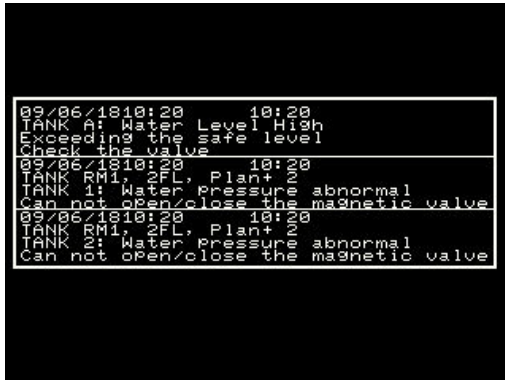 09/06/1810:20 10:20
TANK A: Water Level High
Exceeding the safe level
Check the valve
09/06/1810:20 10:20
TANK RM1, 2FL, Plan+ 2
TANK 1: Water Pressure abnormal
Can not open/close the magnetic valve
09/06/1810:20 10:20
TANK RM1, 2FL, Plan+ 2
TANK 2: Water Pressure abnormal
Can not open/close the magnetic valve